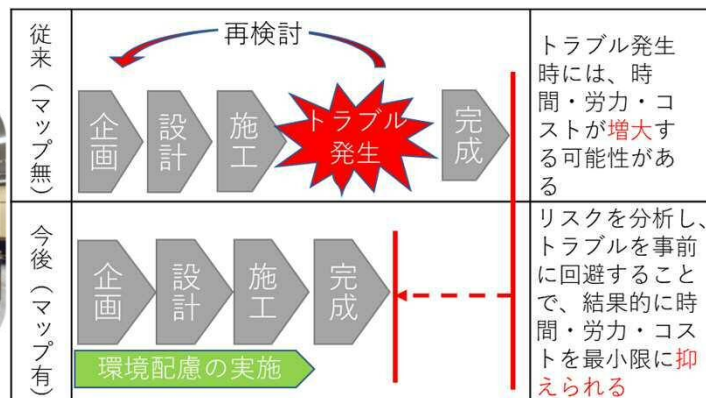 従来（マップ無）
再検討
企画
設計
施工
トラブル
発生
完成
トラブル発生
時には、時
間・労力・コ
ストが増大す
る可能性があ
る
今後（マップ有）
企画
設計
施工
完成
環境配慮の実施
リスクを分析し、
トラブルを事前
に回避すること
で、結果的に時
間・労力・コス
トを最小限に抑
えられる